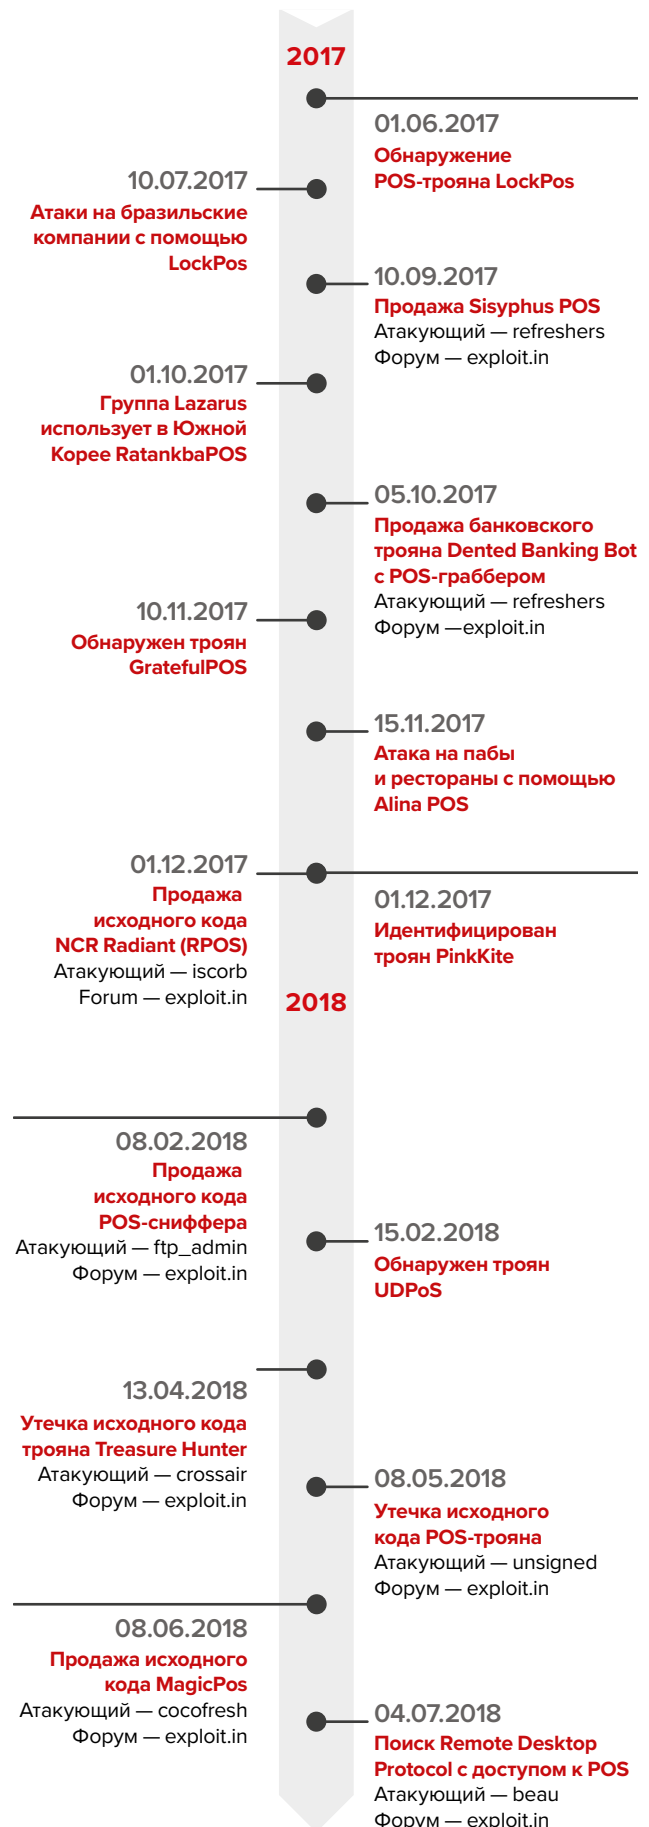 2017
01.06.2017
Обнаружение
POS-трояна LockPos
10.07.2017
Атаки на бразильские
компании с помощью
LockPos
10.09.2017
Продажа Sisyphus POS
Атакующий — refreshers
Форум — exploit.in
01.10.2017
Группа Lazarus
использует в Южной
Корее RatankbaPOS
05.10.2017
Продажа банковского
трояна Dented Banking Bot
с POS-граббером
Атакующий — refreshers
Форум —exploit.in
10.11.2017
Обнаружен троян
GratefulPOS
15.11.2017
Атака на пабы
и рестораны с помощью
Alina POS
01.12.2017
Продажа
исходного кода
NCR Radiant (RPOS)
Атакующий — iscorb
Forum — exploit.in
01.12.2017
Идентифицирован
троян PinkKite
2018
08.02.2018
Продажа
исходного кода
POS-сниффера
Атакующий — ftp_admin
Форум — exploit.in
15.02.2018
Обнаружен троян
UDPoS
13.04.2018
Утечка исходного кода
трояна Treasure Hunter
Атакующий — crossair
Форум — exploit.in
08.05.2018
Утечка исходного
кода POS-трояна
Атакующий — unsigned
Форум — exploit.in
08.06.2018
Продажа исходного
кода MagicPos
Атакующий — cocofresh
Форум — exploit.in
04.07.2018
Поиск Remote Desktop
Protocol с доступом к POS
Атакующий — beau
Форум — exploit.in